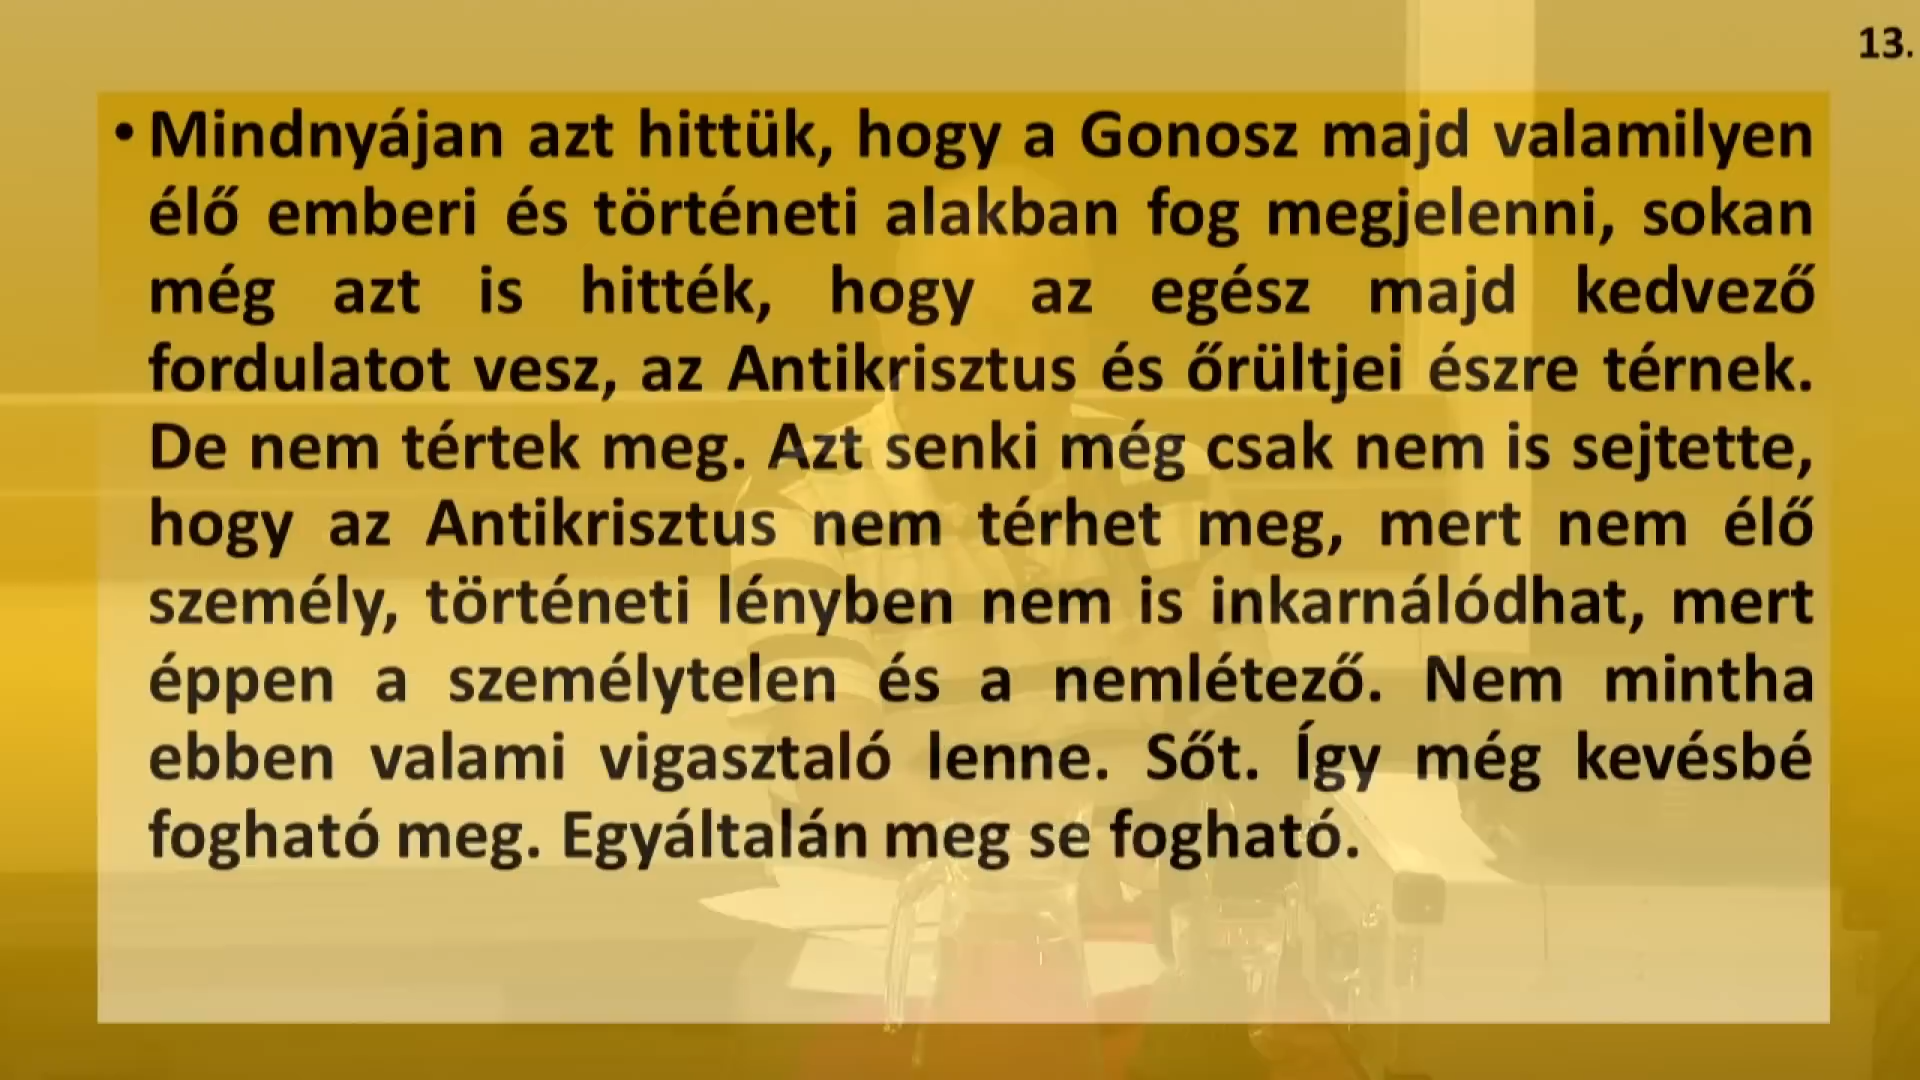 13.
• Mindnyájan azt hittük, hogy a Gonosz majd valamilyen
élő emberi és történeti alakban fog megjelenni, sokan
még azt is hitték, hogy az egész majd kedvező
fordulatot vesz, az Antikrisztus és őrültjei észre térnek.
De nem tértek meg. Azt senki még csak nem is sejtette,
hogy az Antikrisztus nem térhet meg, mert nem élő
személy, történeti lényben nem is inkarnálódhat, mert
éppen a személytelen és a nemlétező. Nem mintha
ebben valami vigasztaló lenne. Sőt. Így még kevésbé
fogható meg. Egyáltalán meg se fogható.